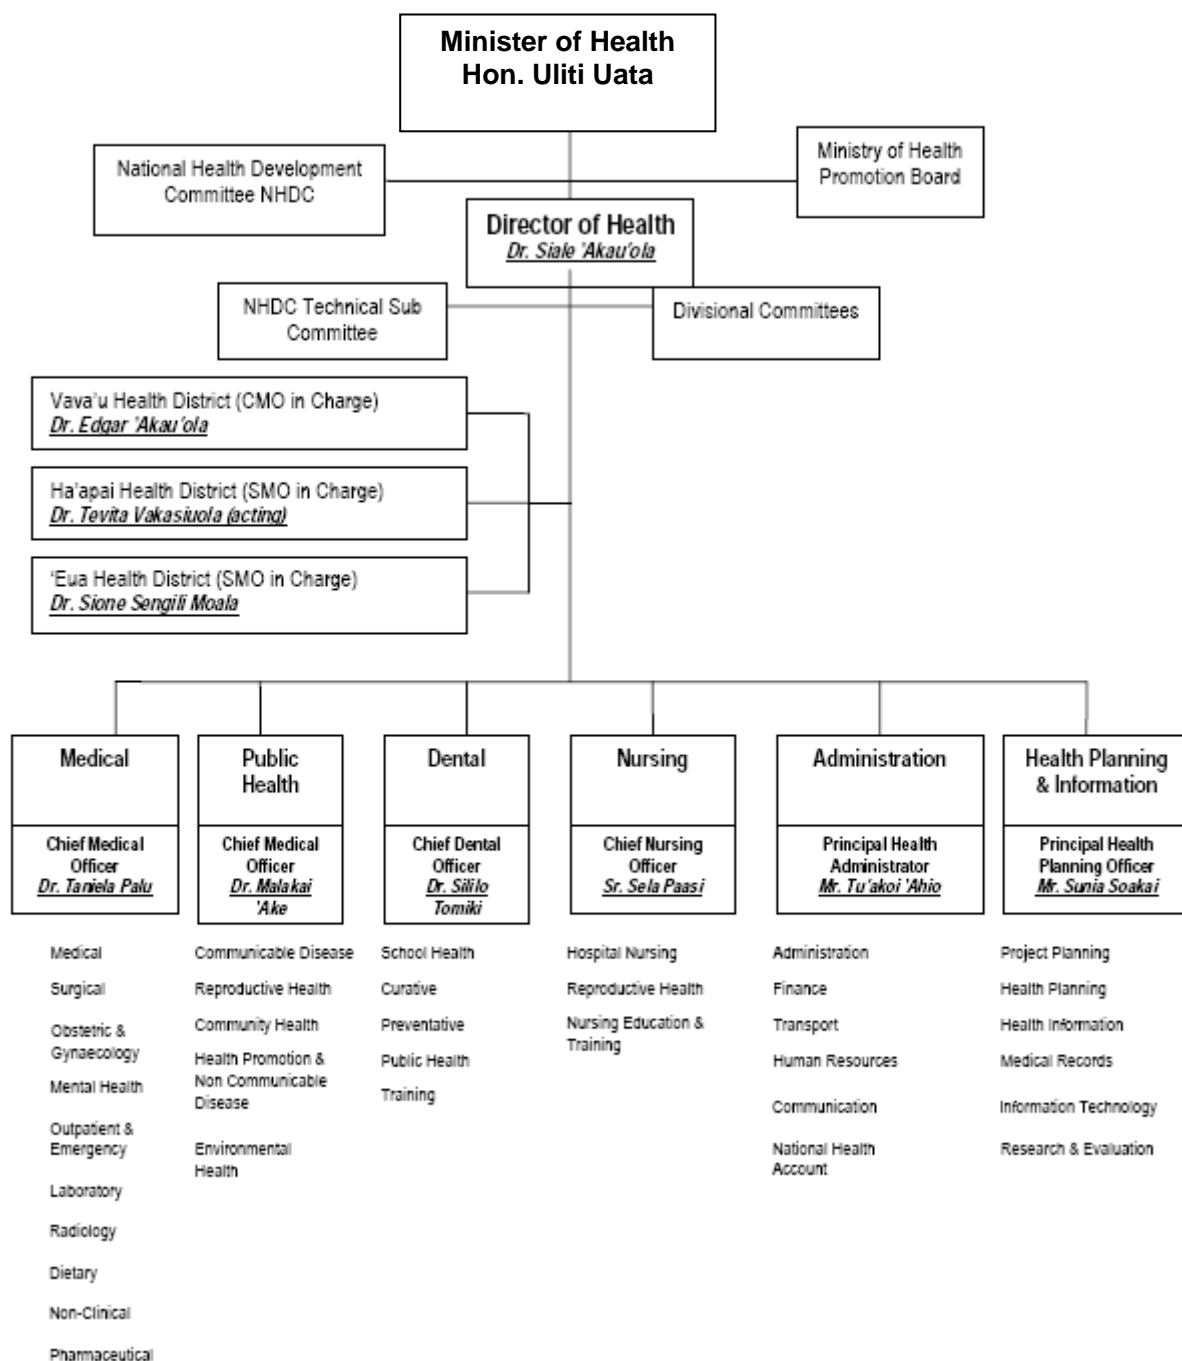 Minister of Health
Hon. Uliti Uata
National Health Development
Committee NHDC
Ministry of Health
Promotion Board
Director of Health
Dr. Siale 'Akau'ola
NHDC Technical Sub
Committee
Divisional Committees
Vava'u Health District (CMO in Charge)
Dr. Edgar 'Akau'ola
Ha'apai Health District (SMO in Charge)
Dr. Tevita Vakasiuola (acting)
'Eua Health District (SMO in Charge)
Dr. Sione Sengili Moala
Medical
Chief Medical
Officer
Dr. Taniela Palu
Medical
Surgical
Obstetric &
Gynaecology
Mental Health
Outpatient &
Emergency
Laboratory
Radiology
Dietary
Non-Clinical
Pharmaceutical
Public
Health
Chief Medical
Officer
Dr. Malakai
'Ake
Communicable Disease
Reproductive Health
Community Health
Health Promotion &
Non Communicable
Disease
Environmental
Health
Dental
Chief Dental
Officer
Dr. Sililo
Tomiki
School Health
Curative
Preventative
Public Health
Training
Nursing
Chief Nursing
Officer
Sr. Sela Paasi
Hospital Nursing
Reproductive Health
Nursing Education &
Training
Administration
Principal Health
Administrator
Mr. Tu'akoi 'Ahio
Administration
Finance
Transport
Human Resources
Communication
National Health
Account
Health Planning
& Information
Principal Health
Planning Officer
Mr. Sunia Soakai
Project Planning
Health Planning
Health Information
Medical Records
Information Technology
Research & Evaluation